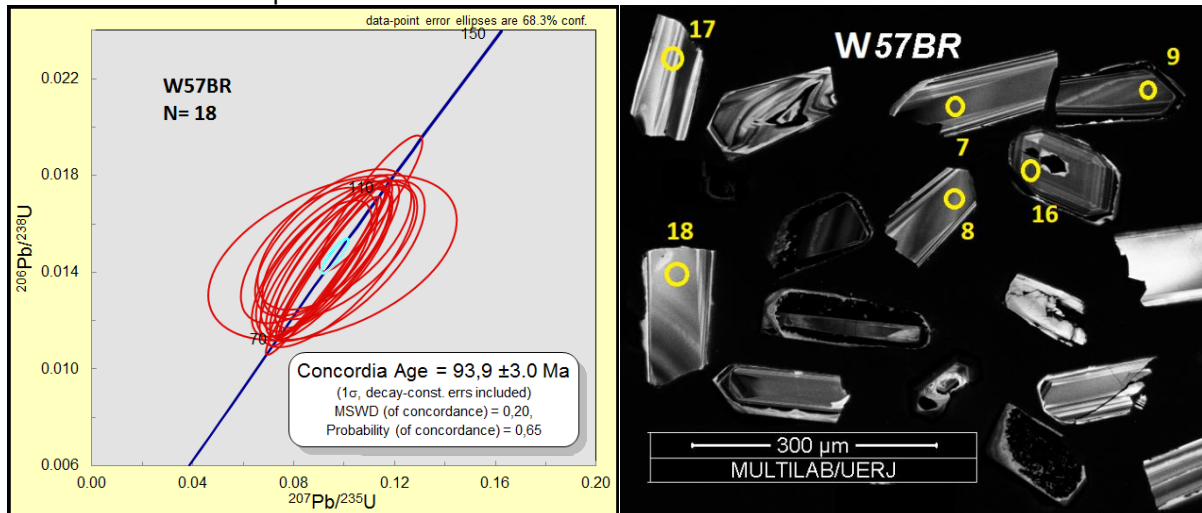 data-point error ellipses are 68.3% conf.
150
0.022
W57BR
N= 18
0.018
110
206Pb/238U
0.014
70
0.010
Concordia Age = 93,9 ±3.0 Ma
(1σ, decay-const. errs included)
MSWD (of concordance) = 0,20,
Probability (of concordance) = 0,65
0.006
0.00
0.04
0.08
0.12
0.16
0.20
207Pb/235U
17
W57BR
9
7
16
8
18
300 µm
MULTILAB/UERJ